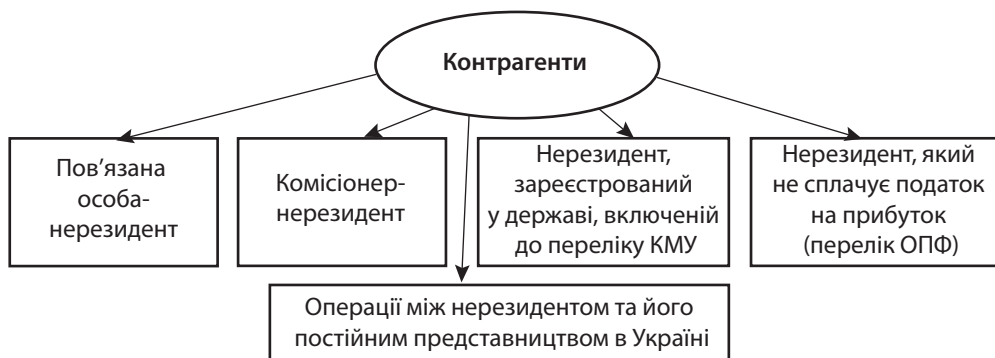 Контрагенти
Пов’язана
особа-
нерезидент
Комісіонер-
нерезидент
Нерезидент,
зареєстрований
у державі, включеній
до переліку КМУ
Нерезидент, який
не сплачує податок
на прибуток
(перелік ОПФ)
Операції між нерезидентом та його
постійним представництвом в Україні